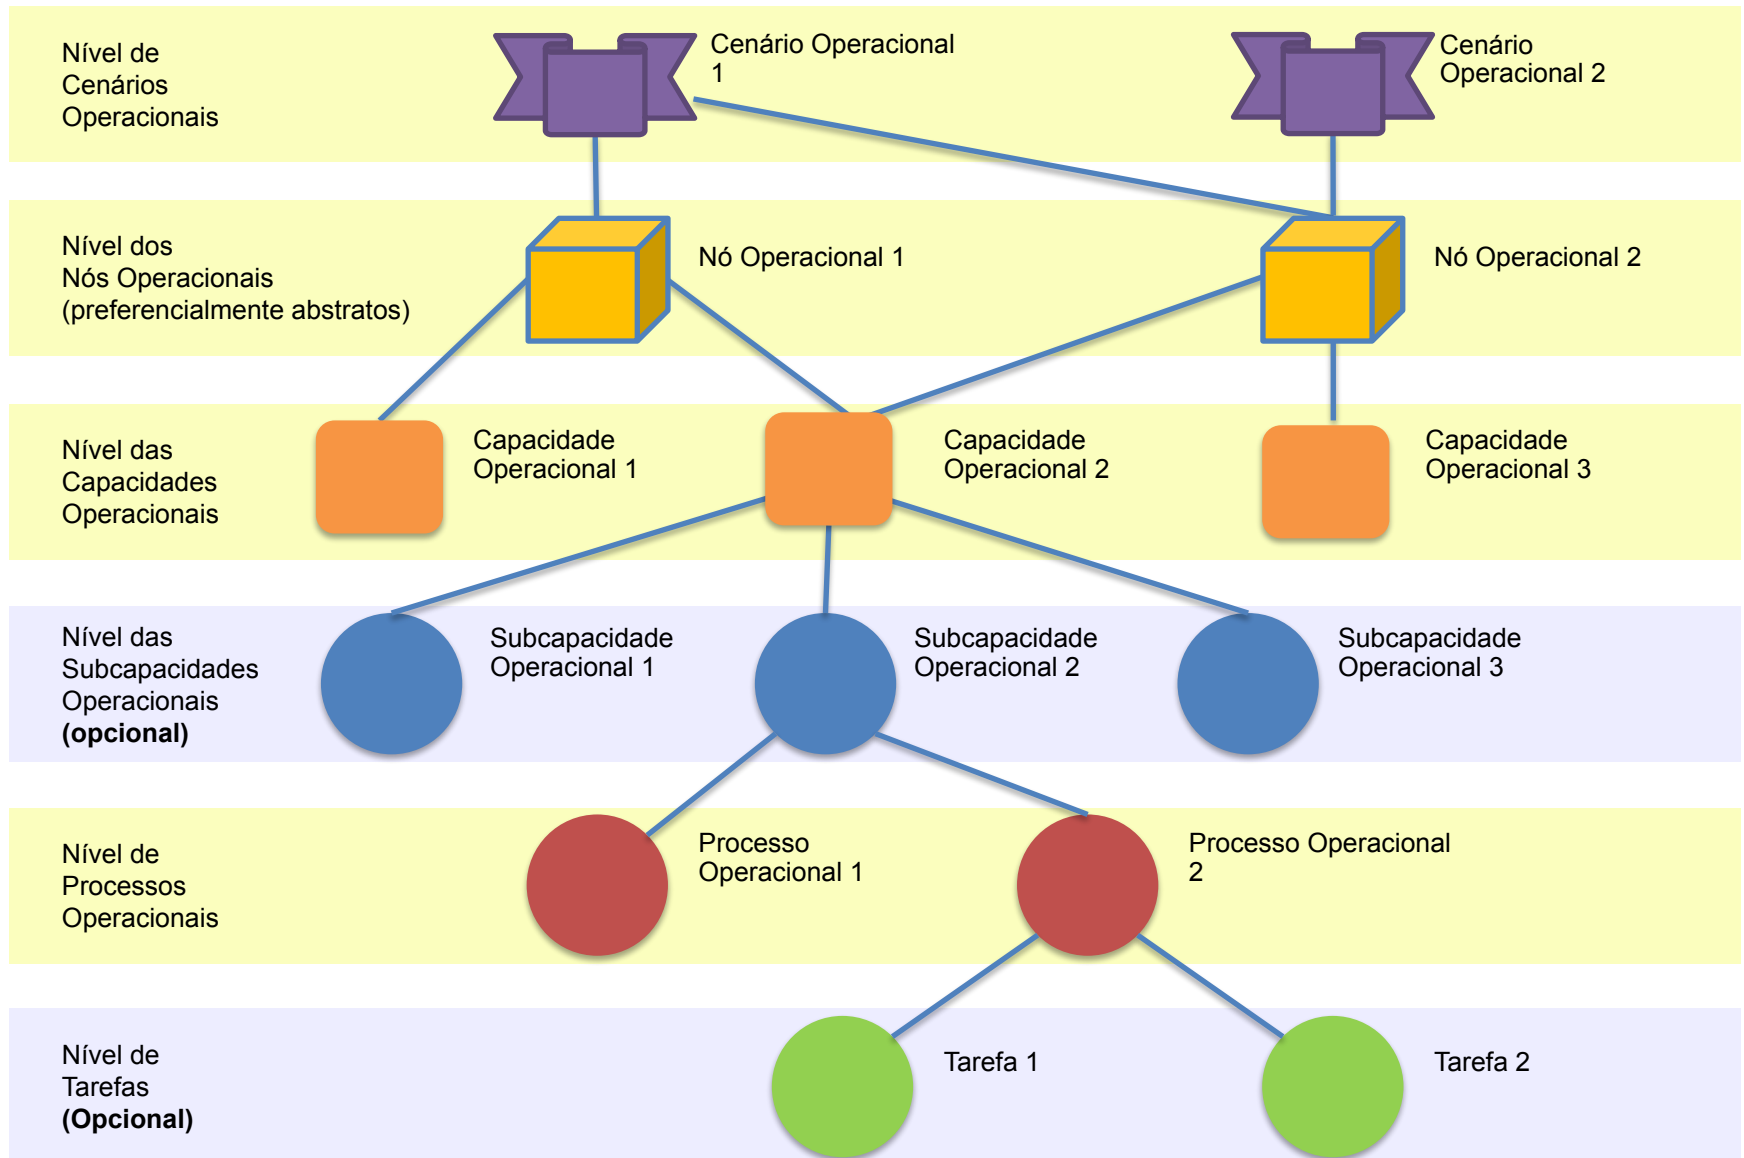 Nível de
Cenários
Operacionais
Cenário Operacional
1
Cenário
Operacional 2
Nível dos
Nós Operacionais
(preferencialmente abstratos)
Nó Operacional 1
Nó Operacional 2
Nível das
Capacidades
Operacionais
Capacidade
Operacional 1
Capacidade
Operacional 2
Capacidade
Operacional 3
Nível das
Subcapacidades
Operacionais
(opcional)
Subcapacidade
Operacional 1
Subcapacidade
Operacional 2
Subcapacidade
Operacional 3
Nível de
Processos
Operacionais
Processo
Operacional 1
Processo Operacional
2
Nível de
Tarefas
(Opcional)
Tarefa 1
Tarefa 2